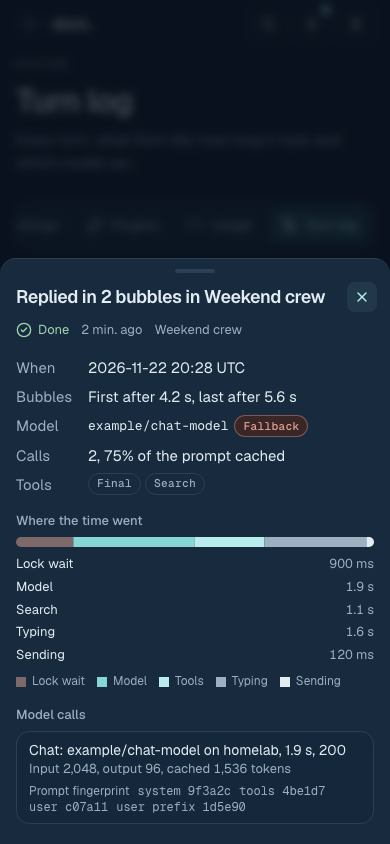 Turn log
Replied in 2 bubbles in Weekend crew
Done 2 min. ago Weekend crew
When 2026-11-22 20:28 UTC
Bubbles First after 4.2 s, last after 5.6 s
Model example/chat-model Fallback
Calls 2, 75% of the prompt cached
Tools Final Search
Where the time went
Lock wait 900 ms
Model 1.9 s
Search 1.1 s
Typing 1.6 s
Sending 120 ms
Lock wait Model Tools Typing Sending
Model calls
Chat: example/chat-model on homelab, 1.9 s, 200
Input 2,048, output 96, cached 1,536 tokens
Prompt fingerprint system 9f3a2c tools 4be1d7
user c07a11 user prefix 1d5e90